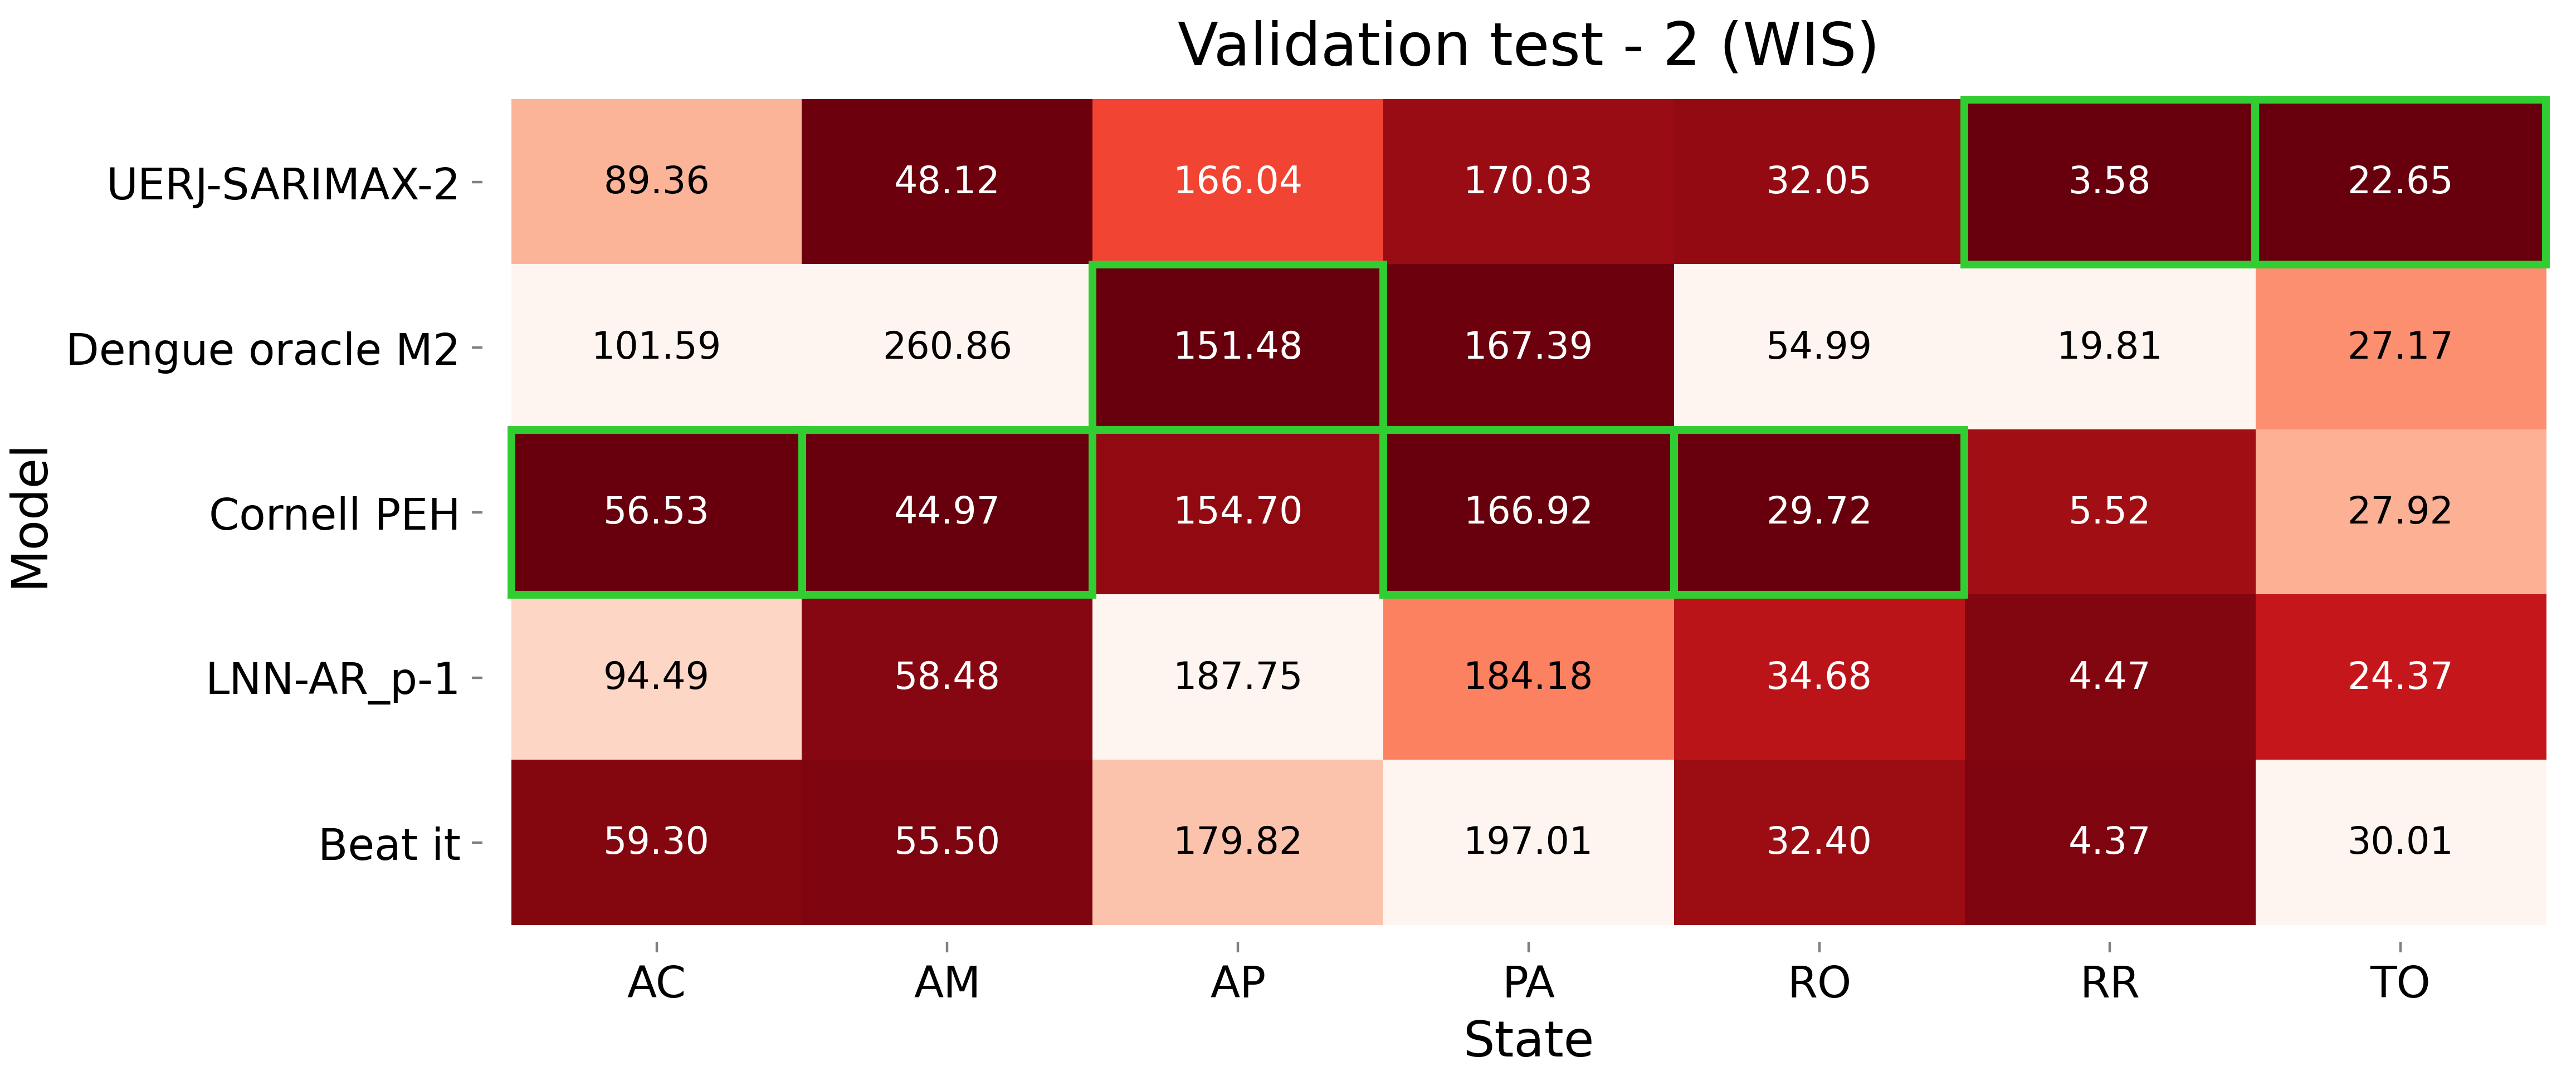 Validation test - 2 (WIS)
Model
UERJ-SARIMAX-2 89.36 48.12 166.04 170.03 32.05 3.58 22.65
Dengue oracle M2 101.59 260.86 151.48 167.39 54.99 19.81 27.17
Cornell PEH 56.53 44.97 154.70 166.92 29.72 5.52 27.92
LNN-AR_p-1 94.49 58.48 187.75 184.18 34.68 4.47 24.37
Beat it 59.30 55.50 179.82 197.01 32.40 4.37 30.01
AC AM AP PA RO RR TO
State